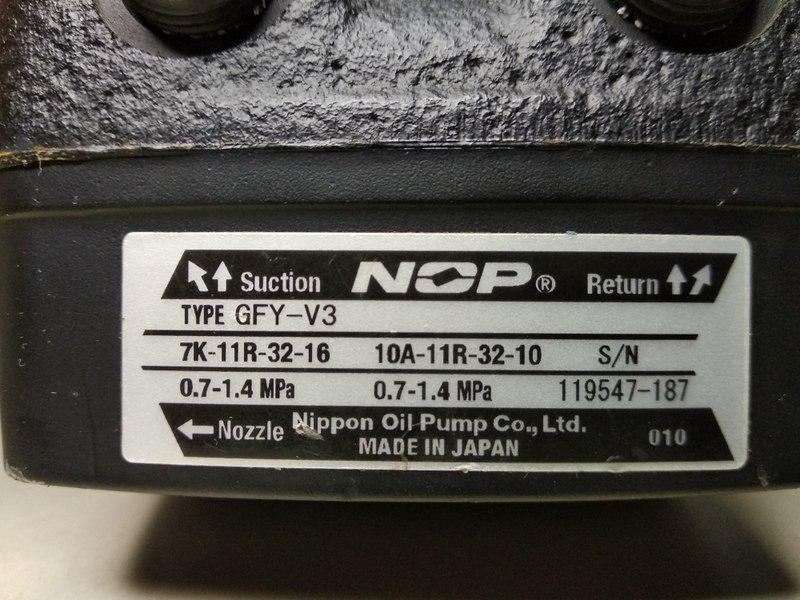 Suction NOP® Return
TYPE GFY-V3
7K-11R-32-16 10A-11R-32-10 S/N
0.7-1.4 MPa 0.7-1.4 MPa 119547-187
Nozzle Nippon Oil Pump Co., Ltd. 010
MADE IN JAPAN